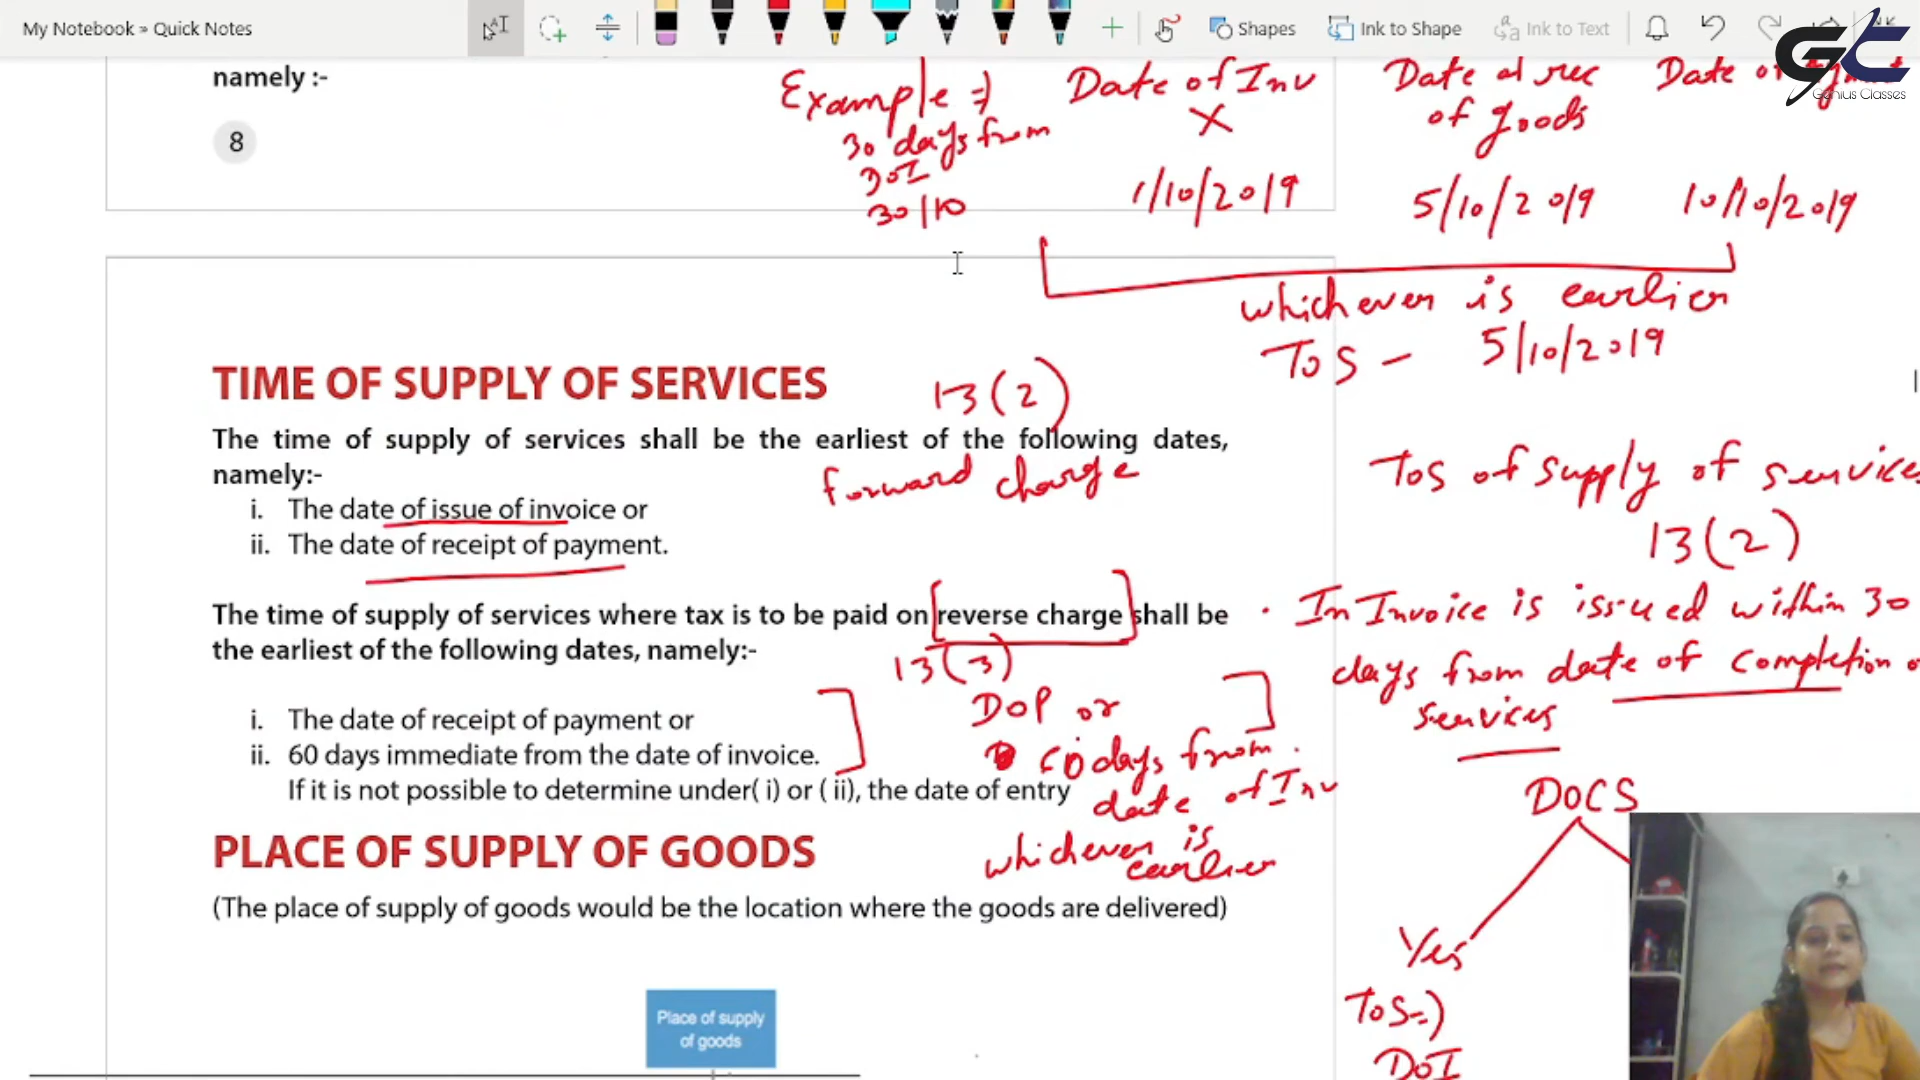 My Notebook » Quick Notes
Shapes
Ink to Shape
Ink to Text
GC
Genius Classes
namely :-
8
Example ⇒
30 days from
30I
30/10
Date of Inv
X
1/10/2019
Date of rec
of goods
5/10/2019
Date of
10/10/2019
whichever is earlier
TOS - 5/10/2019
TIME OF SUPPLY OF SERVICES
13(2)
The time of supply of services shall be the earliest of the following dates,
namely:-
forward charge
i. The date of issue of invoice or
ii. The date of receipt of payment.
The time of supply of services where tax is to be paid on reverse charge shall be
the earliest of the following dates, namely:-
13(3)
i. The date of receipt of payment or
ii. 60 days immediate from the date of invoice.
If it is not possible to determine under( i) or ( ii), the date of entry
DOP or
60 days from
date of Inv
whichever is
earlier
TOS of supply of services
13(2)
· In Invoice is issued within 30
days from date of completion o
services
DOCS
Yes
TOS=)
DOI
PLACE OF SUPPLY OF GOODS
(The place of supply of goods would be the location where the goods are delivered)
Place of supply
of goods